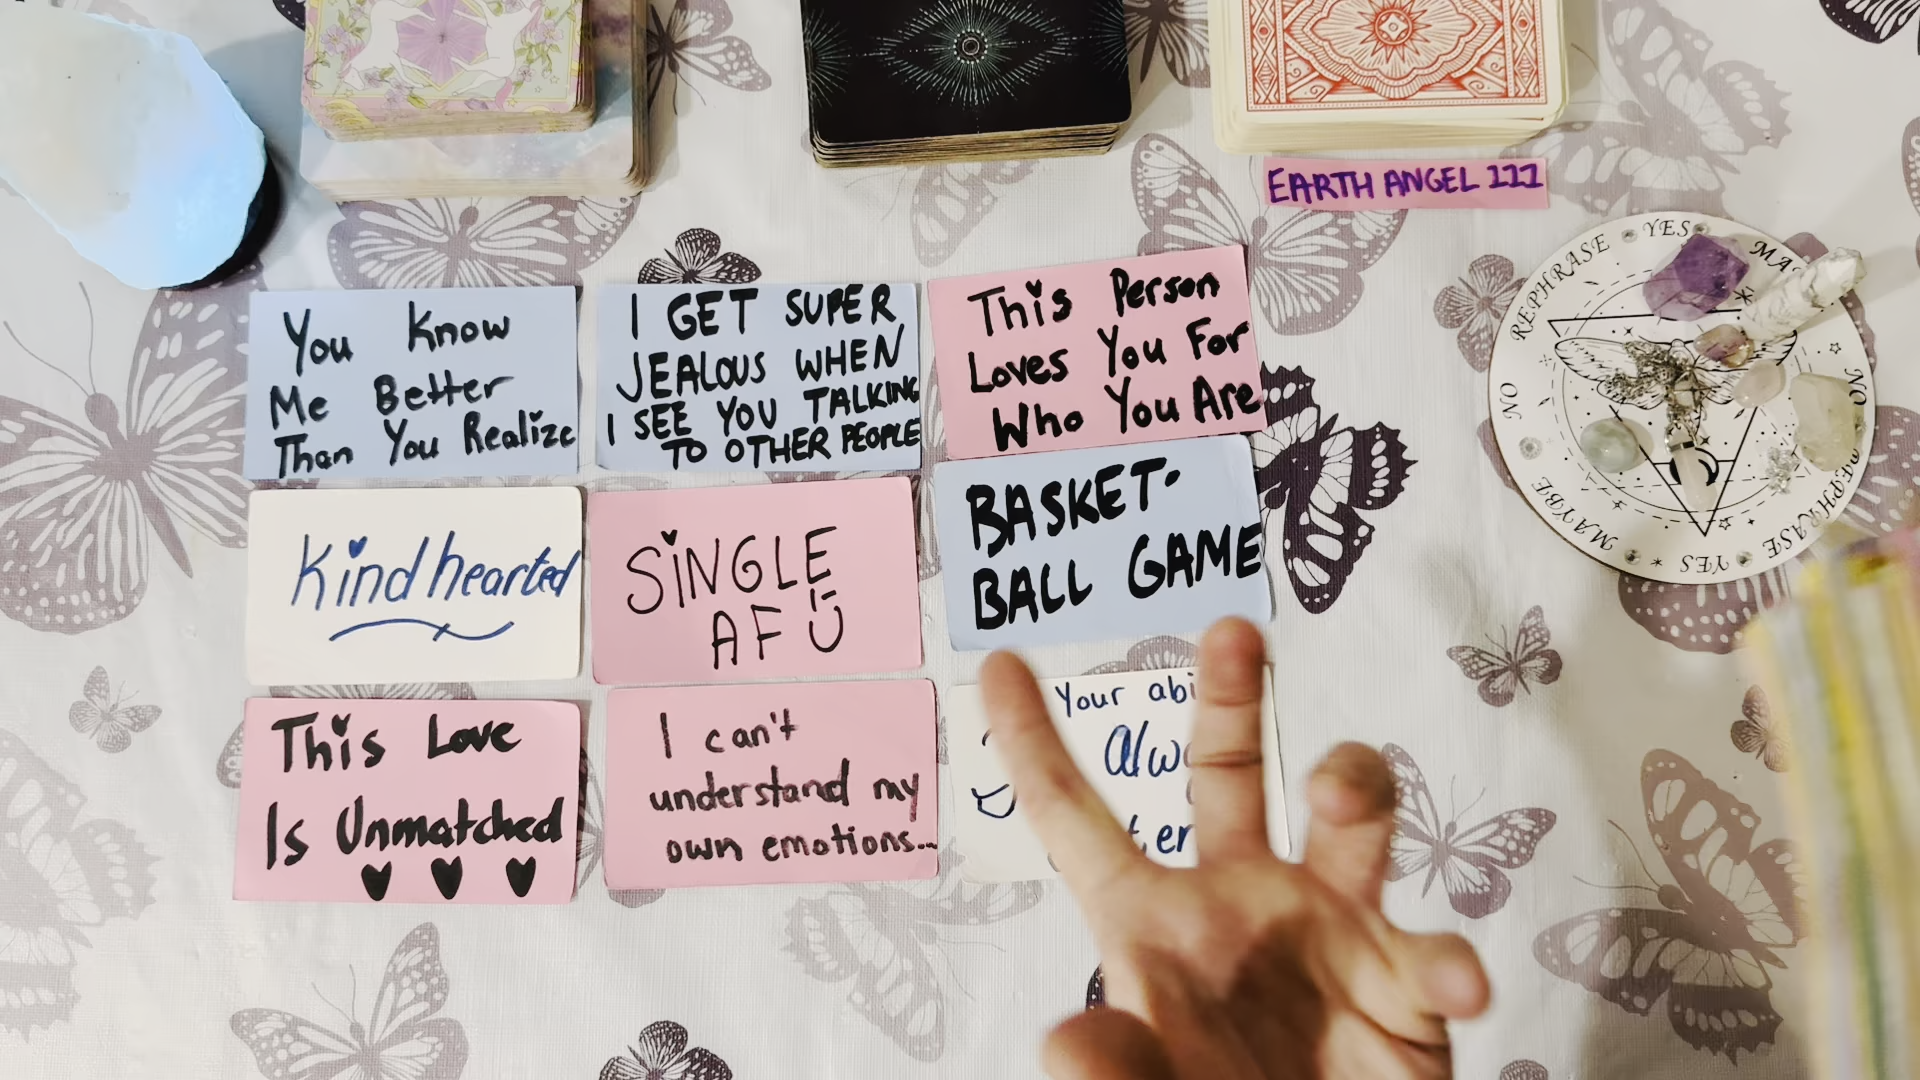 EARTH ANGEL 111
REPHRASE
YES
NO
MAYBE
YES
REPHRASE
NO
You Know
Me Better
Than You Realize
I GET SUPER
JEALOUS WHEN
I SEE YOU TALKING
TO OTHER PEOPLE
This Person
Loves You For
Who You Are
Kindhearted
SINGLE
AF
BASKET-
BALL GAME
This Love
Is Unmatched
I can't
understand my
own emotions...
Your